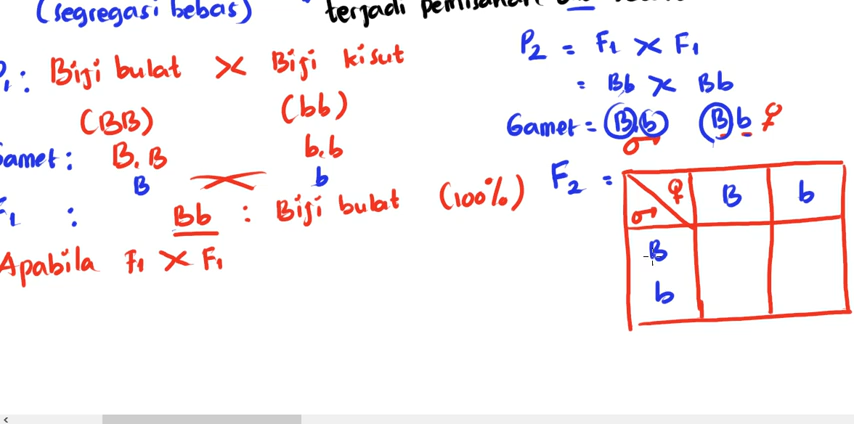 (segregasi bebas)
terjadi
P1 : Biji bulat × Biji kisut
(BB) (bb)
Gamet : B, B b, b
B b
F1 : Bb : Biji bulat (100%)
Apabila F1 × F1
P2 = F1 × F1
= Bb × Bb
Gamet = B, b ♂ B b ♀
F2 =
♀ B b
♂
B
b